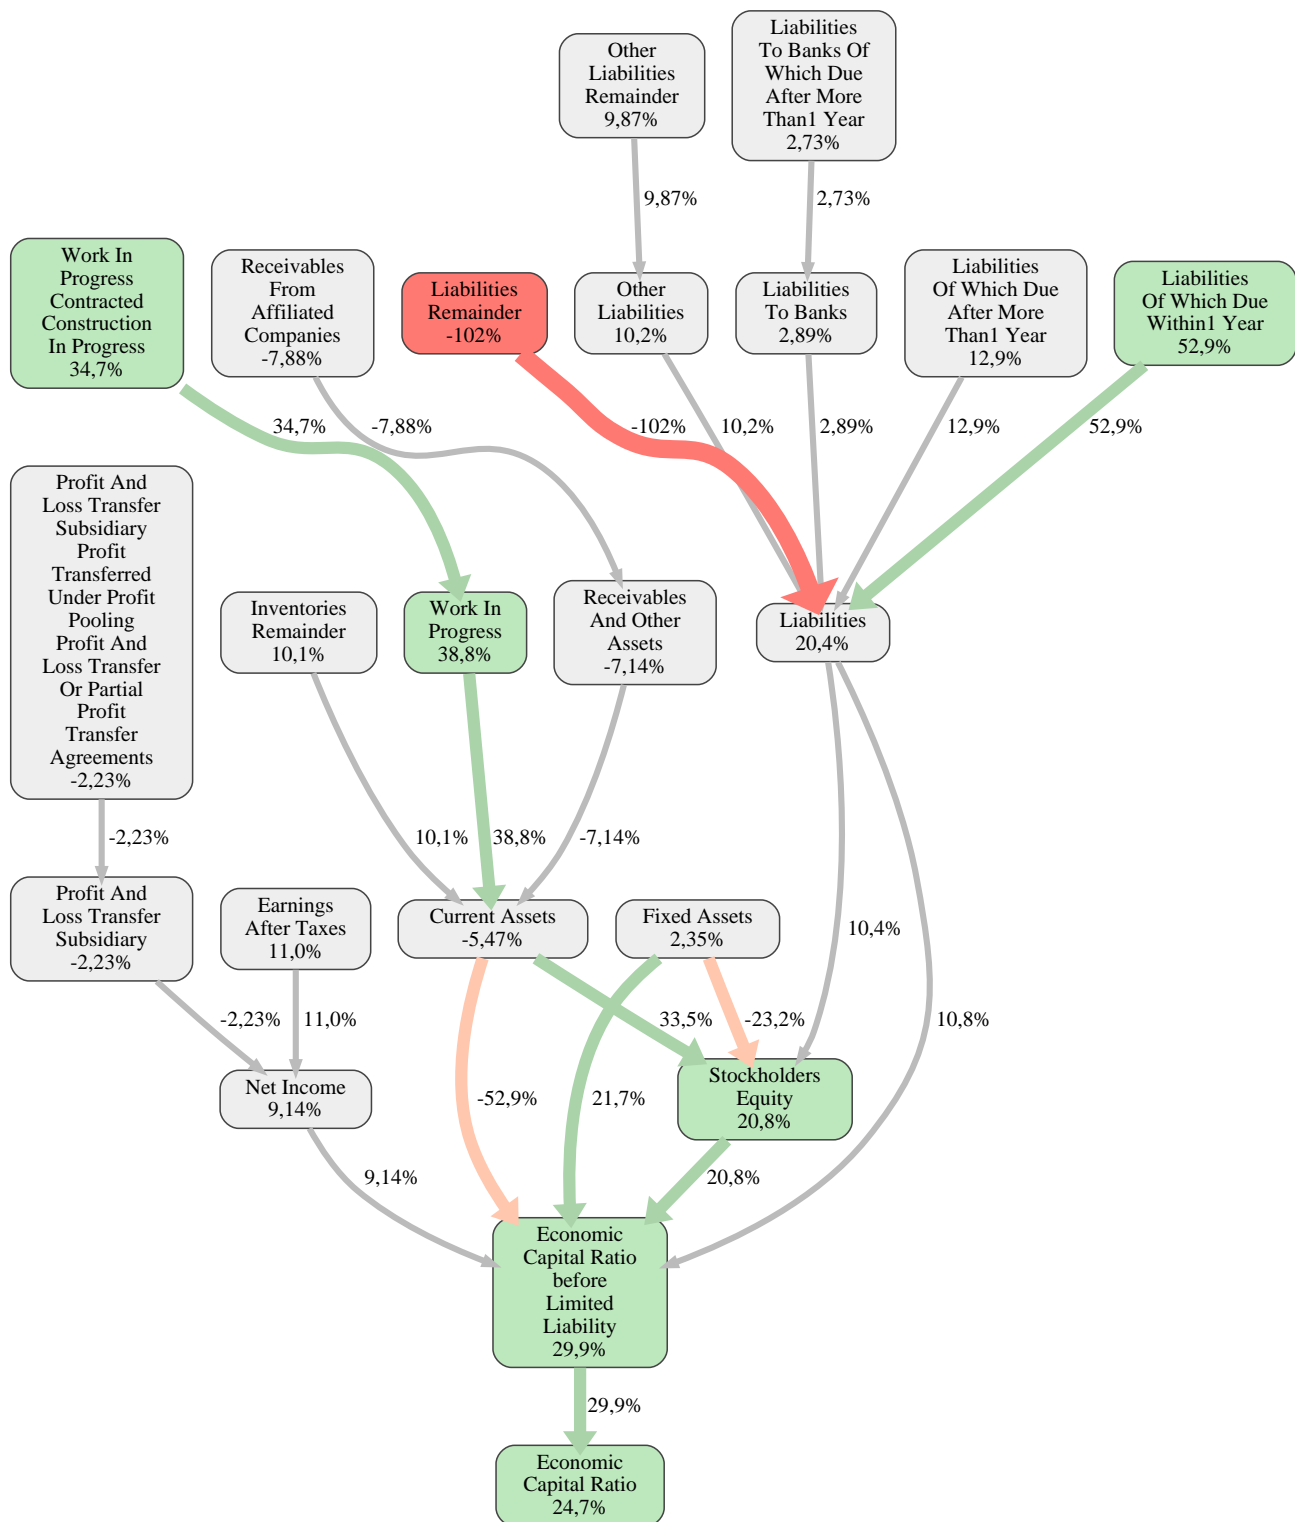 Other
Liabilities
Remainder
9,87%
Liabilities
To Banks Of
Which Due
After More
Than1 Year
2,73%
9,87%
2,73%
Work In
Progress
Contracted
Construction
In Progress
34,7%
Receivables
From
Affiliated
Companies
-7,88%
Liabilities
Remainder
-102%
Other
Liabilities
10,2%
Liabilities
To Banks
2,89%
Liabilities
Of Which Due
After More
Than1 Year
12,9%
Liabilities
Of Which Due
Within1 Year
52,9%
34,7%
-7,88%
-102%
10,2%
2,89%
12,9%
52,9%
Profit And
Loss Transfer
Subsidiary
Profit
Transferred
Under Profit
Pooling
Profit And
Loss Transfer
Or Partial
Profit
Transfer
Agreements
-2,23%
Inventories
Remainder
10,1%
Work In
Progress
38,8%
Receivables
And Other
Assets
-7,14%
Liabilities
20,4%
-2,23%
10,1%
38,8%
-7,14%
Profit And
Loss Transfer
Subsidiary
-2,23%
Earnings
After Taxes
11,0%
Current Assets
-5,47%
Fixed Assets
2,35%
10,4%
-2,23%
11,0%
33,5%
-23,2%
10,8%
Net Income
9,14%
-52,9%
21,7%
Stockholders
Equity
20,8%
9,14%
20,8%
Economic
Capital Ratio
before
Limited
Liability
29,9%
29,9%
Economic
Capital Ratio
24,7%